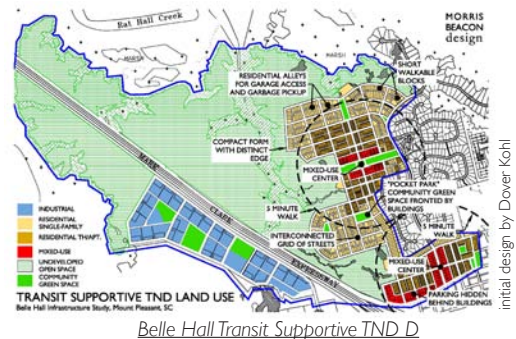 Eat Hall Creek
MORRIS
BEACON
design
MARSH
MARSH
RESIDENTIAL ALLEYS
FOR GARAGE ACCESS
AND GARBAGE PICKUP
SHORT
WALKABLE
BLOCKS
COMPACT FORM
WITH DISTINCT
EDGE
MIXED-USE
CENTER
"POCKET PARK"
COMMUNITY GREEN
SPACE FRONTED BY
BUILDINGS
MARK
CLARK
EXPRESSWAY
5 MINUTE
WALK
INTERCONNECTED
GRID OF STREETS
5 MINUTE
WALK
MIXED-USE
CENTER
PARKING HIDDEN
BEHIND BUILDINGS
INDUSTRIAL
RESIDENTIAL
SINGLE-FAMILY
RESIDENTIAL TH/APT.
MIXED-USE
UNDEVELOPED
OPEN SPACE
COMMUNITY
GREEN SPACE
TRANSIT SUPPORTIVE TND LAND USE
Belle Hall Infrastructure Study, Mount Pleasant, SC
initial design by Dover Kohl
Belle Hall Transit Supportive TND D